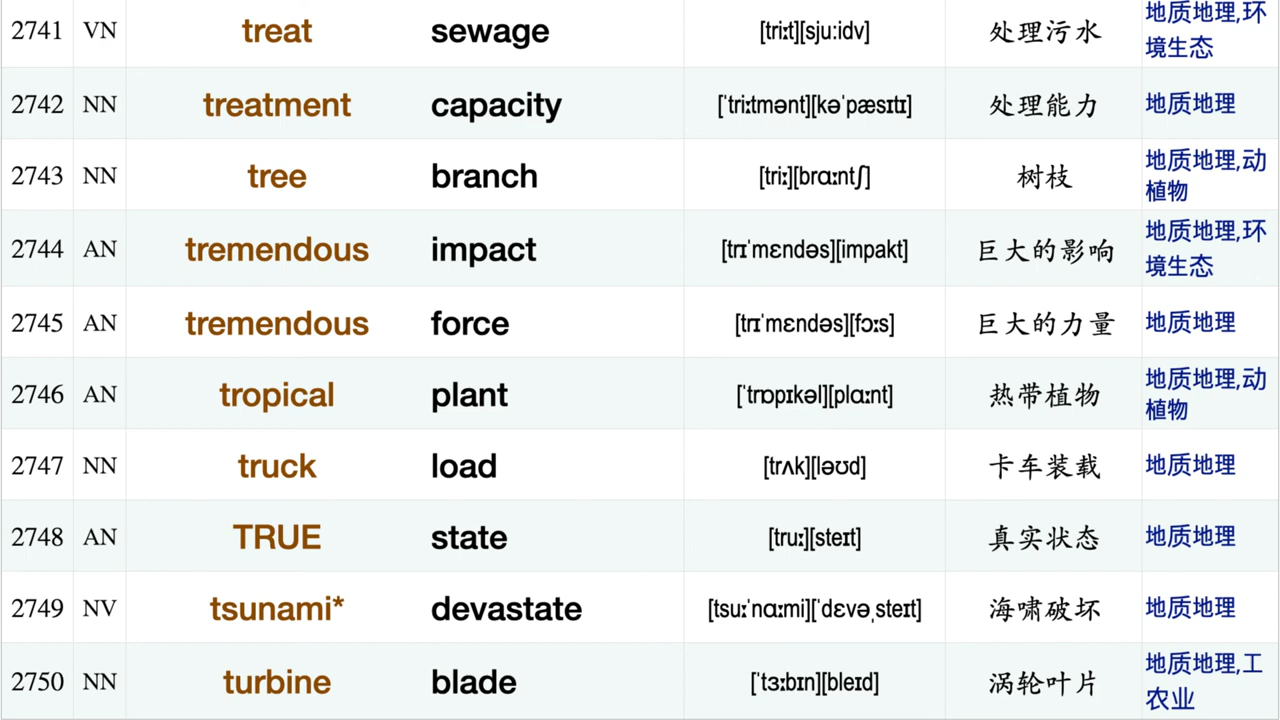 2741 VN treat sewage [triːt][sjuːidv] 处理污水 地质地理,环
境生态
2742 NN treatment capacity [ˈtriːtmənt][kəˈpæsɪtɪ] 处理能力 地质地理
2743 NN tree branch [triː][brɑːntʃ] 树枝 地质地理,动
植物
2744 AN tremendous impact [trɪˈmɛndəs][impakt] 巨大的影响 地质地理,环
境生态
2745 AN tremendous force [trɪˈmɛndəs][fɔːs] 巨大的力量 地质地理
2746 AN tropical plant [ˈtrɒpɪkəl][plɑːnt] 热带植物 地质地理,动
植物
2747 NN truck load [trʌk][ləʊd] 卡车装载 地质地理
2748 AN TRUE state [truː][steɪt] 真实状态 地质地理
2749 NV tsunami* devastate [tsuːˈnɑːmi][ˈdɛvəˌsteɪt] 海啸破坏 地质地理
2750 NN turbine blade [ˈtɜːbɪn][bleɪd] 涡轮叶片 地质地理,工
农业